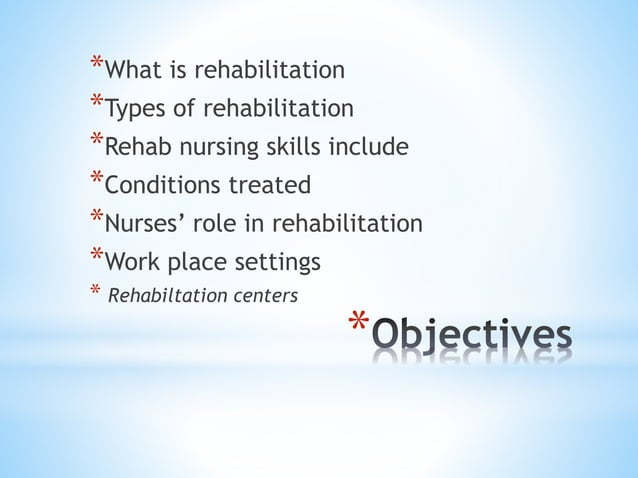 *What is rehabilitation
*Types of rehabilitation
*Rehab nursing skills include
*Conditions treated
*Nurses’ role in rehabilitation
*Work place settings
* Rehabiltation centers
*Objectives